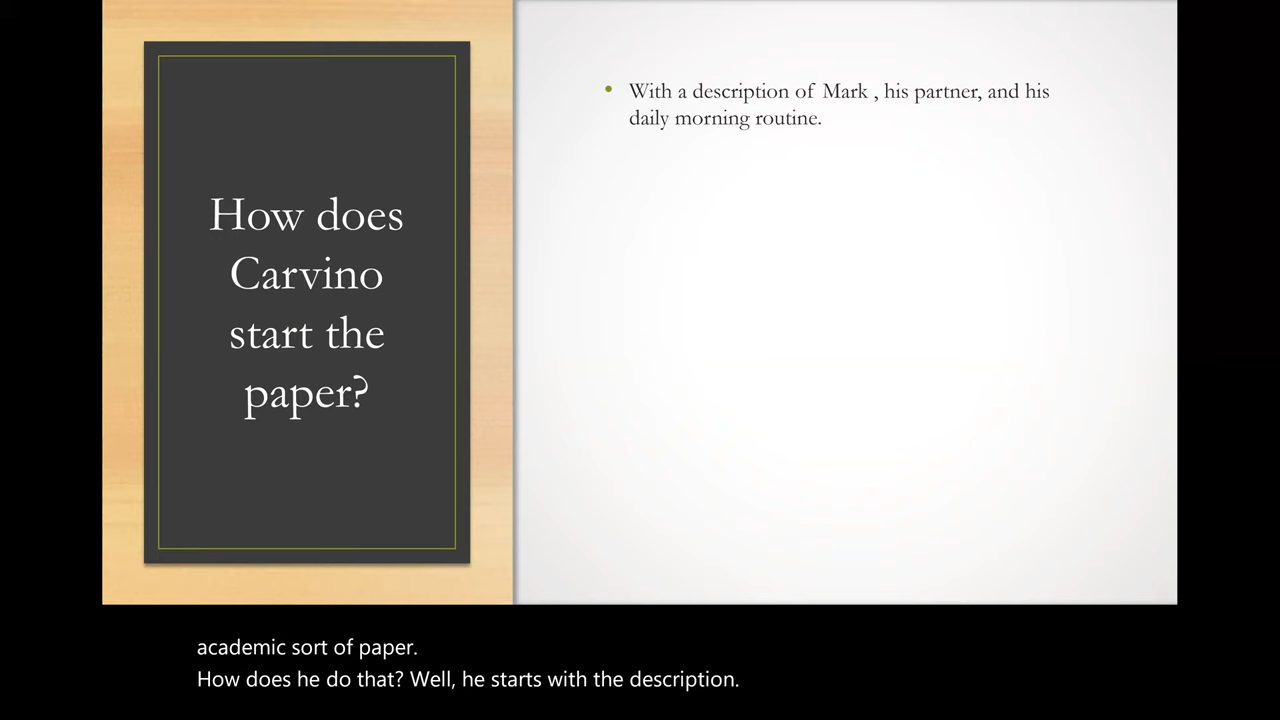 How does
Carvino
start the
paper?
• With a description of Mark , his partner, and his
daily morning routine.
academic sort of paper.
How does he do that? Well, he starts with the description.